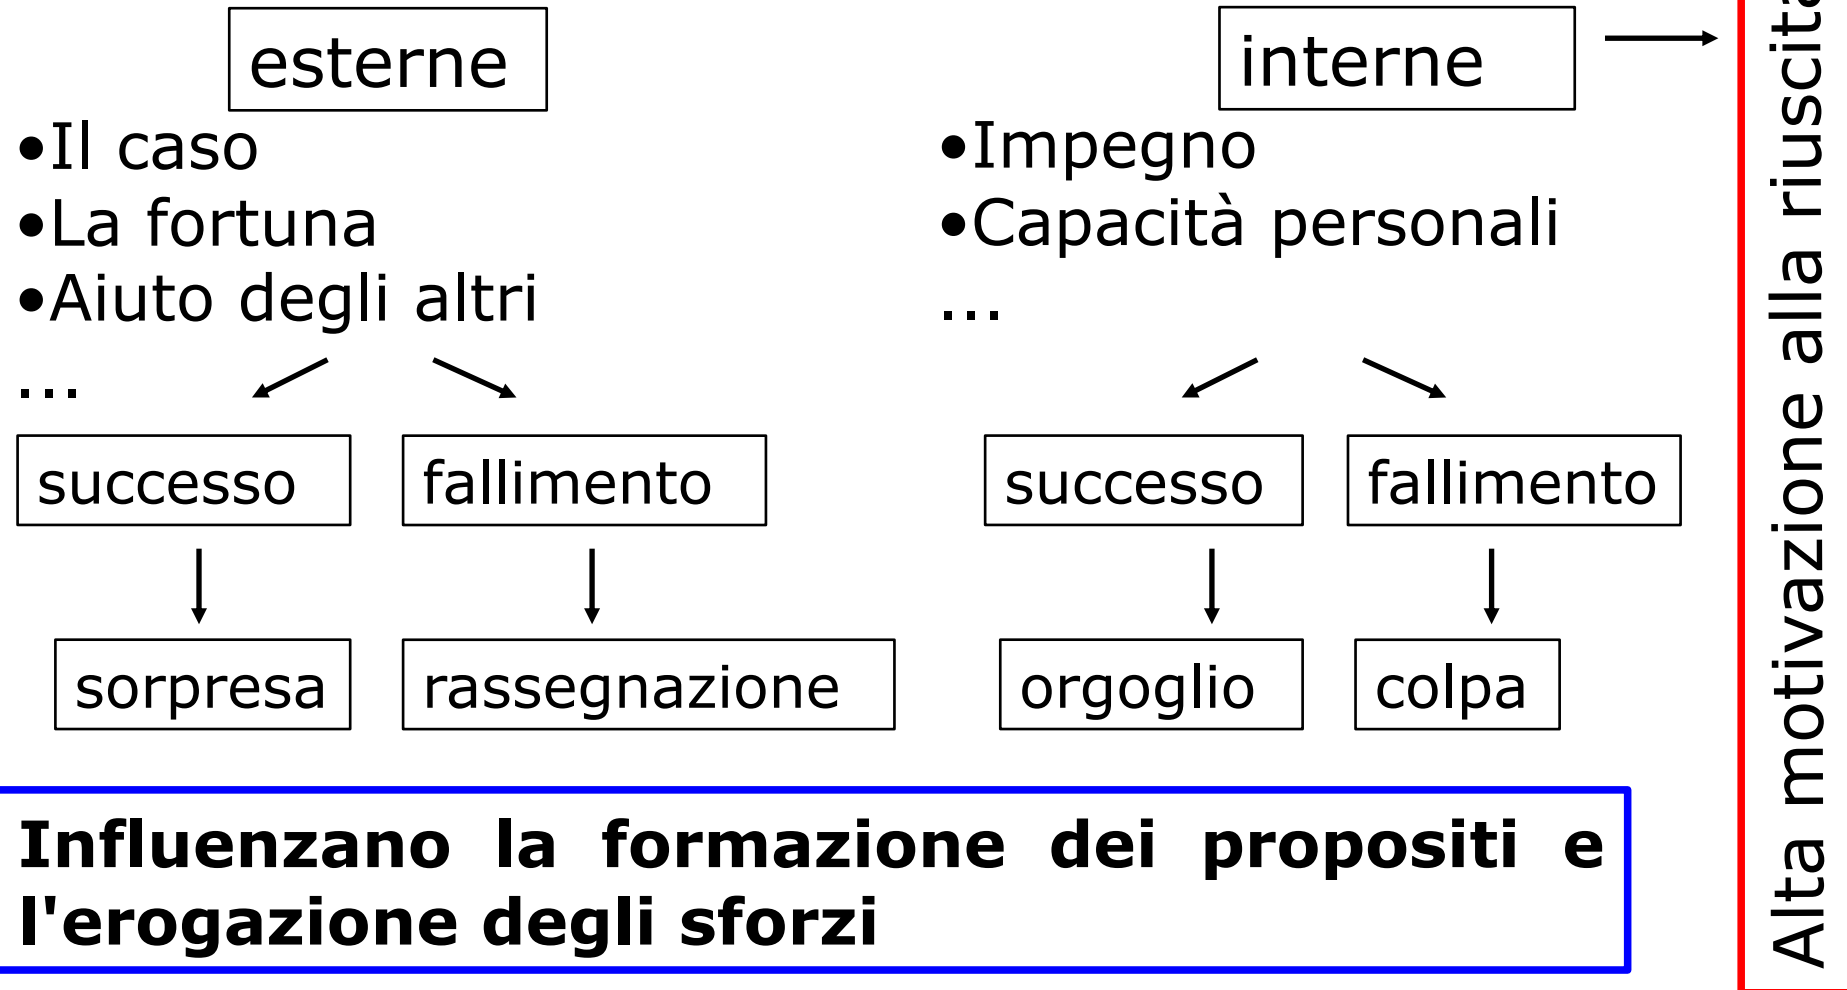 esterne
•Il caso
•La fortuna
•Aiuto degli altri
...
successo
fallimento
sorpresa
rassegnazione
interne
•Impegno
•Capacità personali
...
successo
fallimento
orgoglio
colpa
Alta motivazione alla riuscita
Influenzano la formazione dei propositi e
l'erogazione degli sforzi